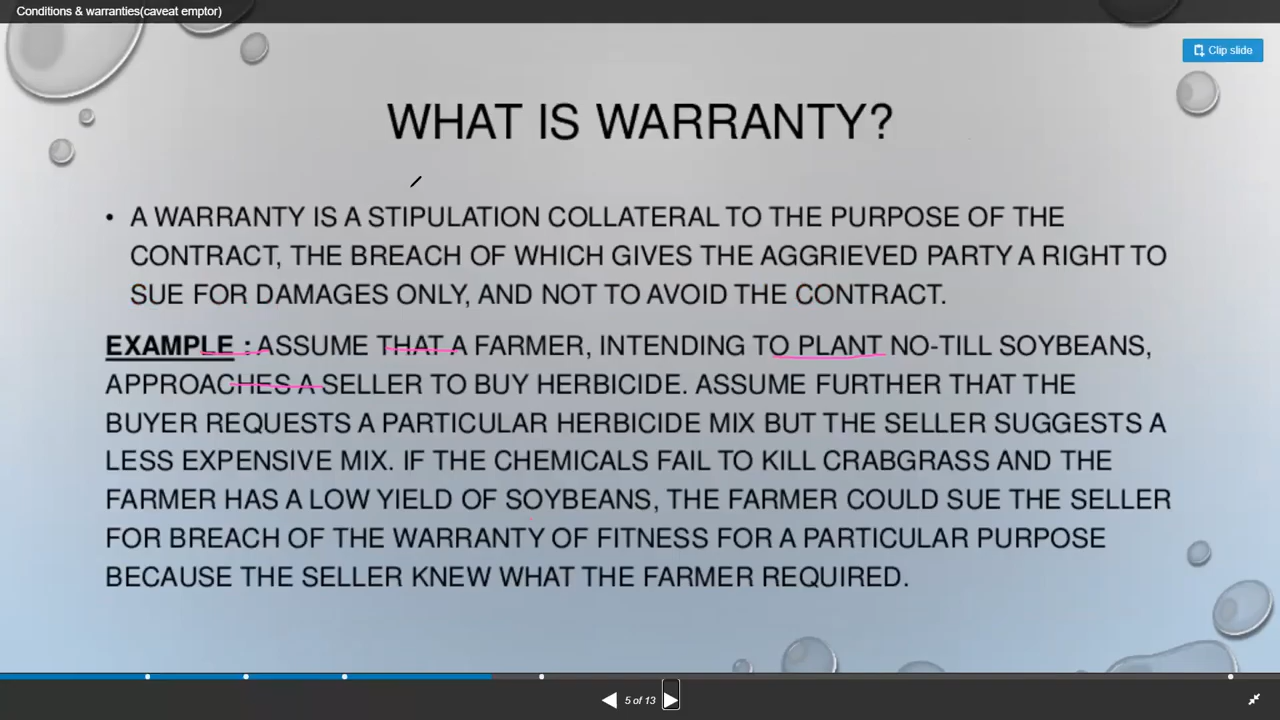 Conditions & warranties(caveat emptor)
Clip slide
WHAT IS WARRANTY?
• A WARRANTY IS A STIPULATION COLLATERAL TO THE PURPOSE OF THE
CONTRACT, THE BREACH OF WHICH GIVES THE AGGRIEVED PARTY A RIGHT TO
SUE FOR DAMAGES ONLY, AND NOT TO AVOID THE CONTRACT.
EXAMPLE : ASSUME THAT A FARMER, INTENDING TO PLANT NO-TILL SOYBEANS,
APPROACHES A SELLER TO BUY HERBICIDE. ASSUME FURTHER THAT THE
BUYER REQUESTS A PARTICULAR HERBICIDE MIX BUT THE SELLER SUGGESTS A
LESS EXPENSIVE MIX. IF THE CHEMICALS FAIL TO KILL CRABGRASS AND THE
FARMER HAS A LOW YIELD OF SOYBEANS, THE FARMER COULD SUE THE SELLER
FOR BREACH OF THE WARRANTY OF FITNESS FOR A PARTICULAR PURPOSE
BECAUSE THE SELLER KNEW WHAT THE FARMER REQUIRED.
5 of 13